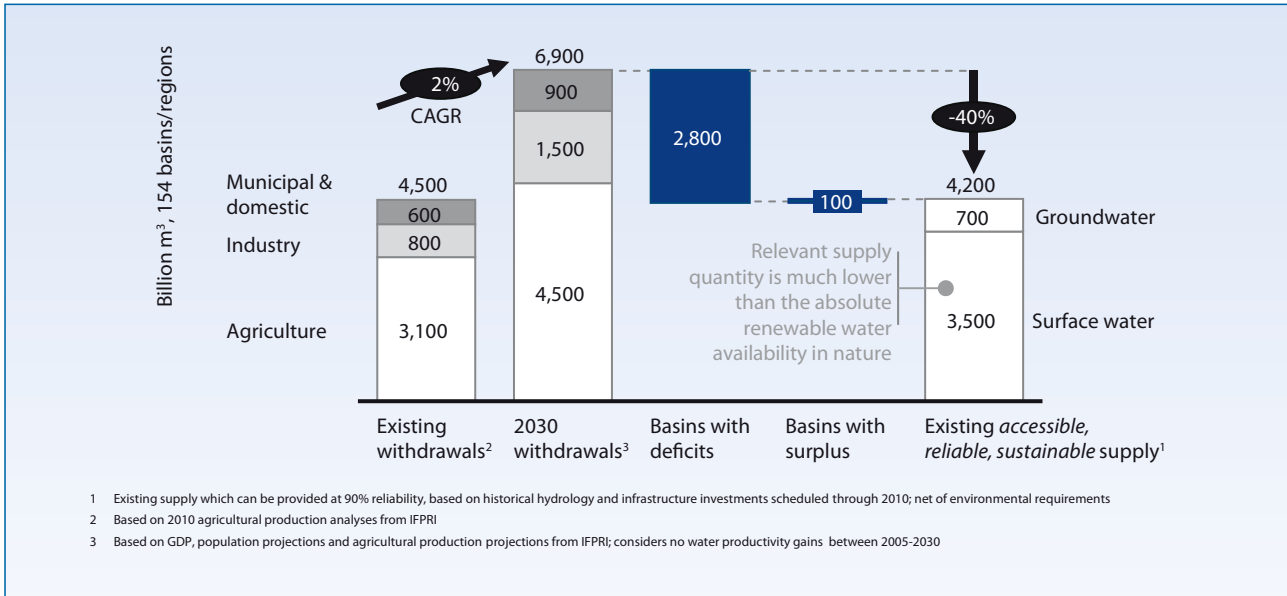 Billion m³, 154 basins/regions
Municipal &
domestic
Industry
Agriculture
4,500
600
800
3,100
2%
CAGR
6,900
900
1,500
4,500
2,800
100
-40%
4,200
700
3,500
Groundwater
Surface water
Relevant supply
quantity is much lower
than the absolute
renewable water
availability in nature
Existing
withdrawals²
2030
withdrawals³
Basins with
deficits
Basins with
surplus
Existing accessible,
reliable, sustainable supply¹
1 Existing supply which can be provided at 90% reliability, based on historical hydrology and infrastructure investments scheduled through 2010; net of environmental requirements
2 Based on 2010 agricultural production analyses from IFPRI
3 Based on GDP, population projections and agricultural production projections from IFPRI; considers no water productivity gains between 2005-2030